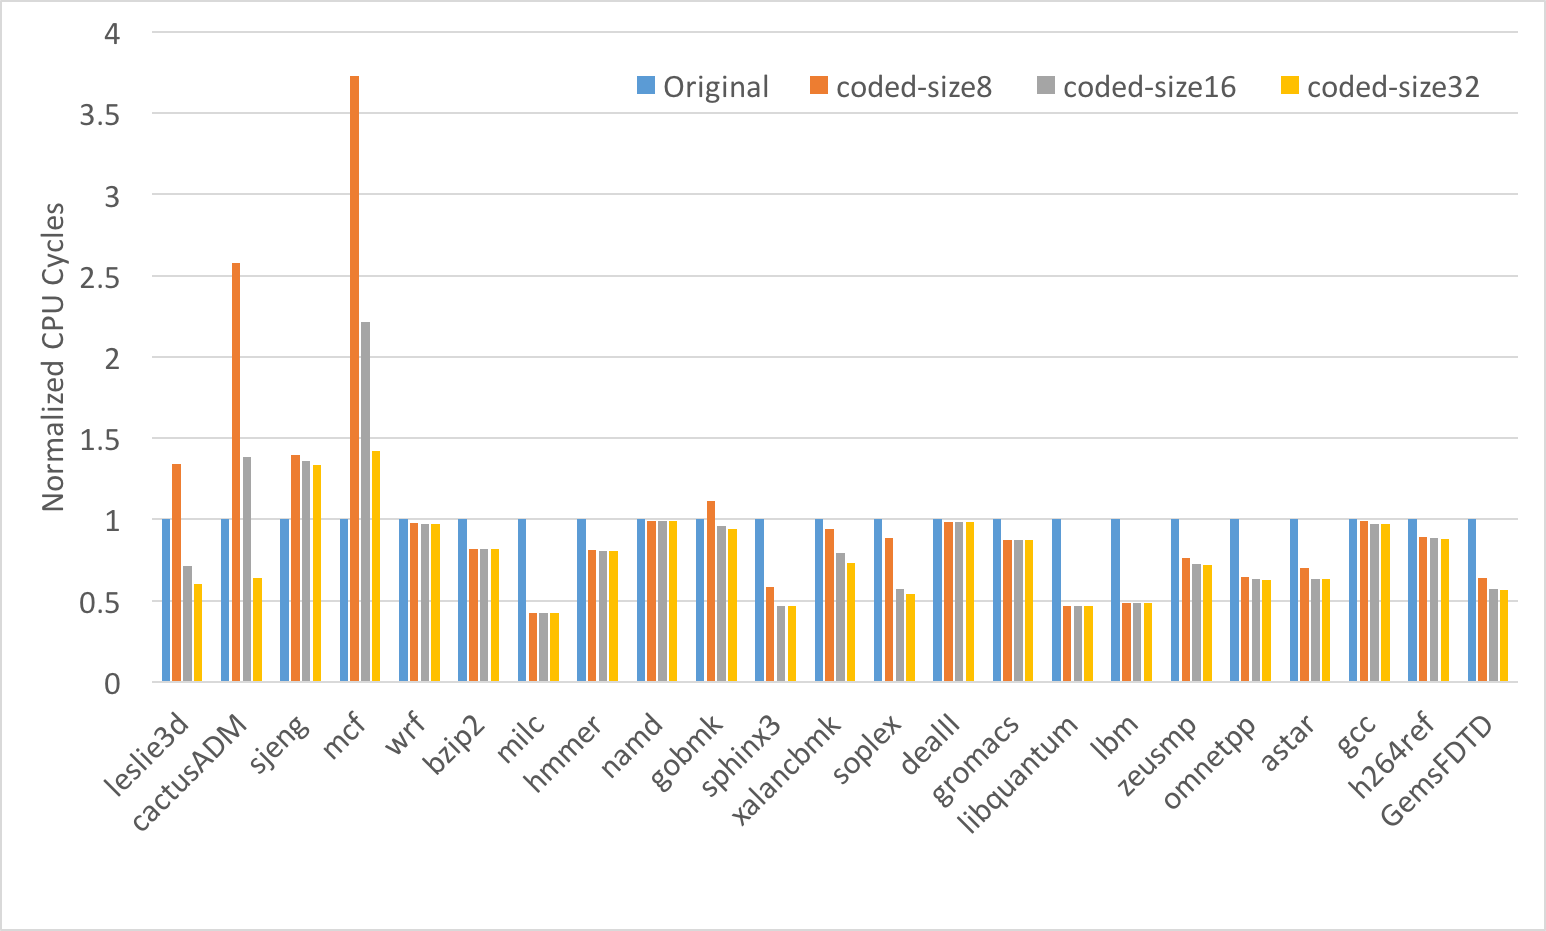 4
3.5
3
2.5
2
1.5
1
0.5
0
Normalized CPU Cycles
Original coded-size8 coded-size16 coded-size32
leslie3d
cactusADM
sjeng
mcf
wrf
bzip2
milc
hmmer
namd
gobmk
sphinx3
xalancbmk
soplex
dealII
gromacs
libquantum
lbm
zeusmp
omnetpp
astar
gcc
h264ref
GemsFDTD